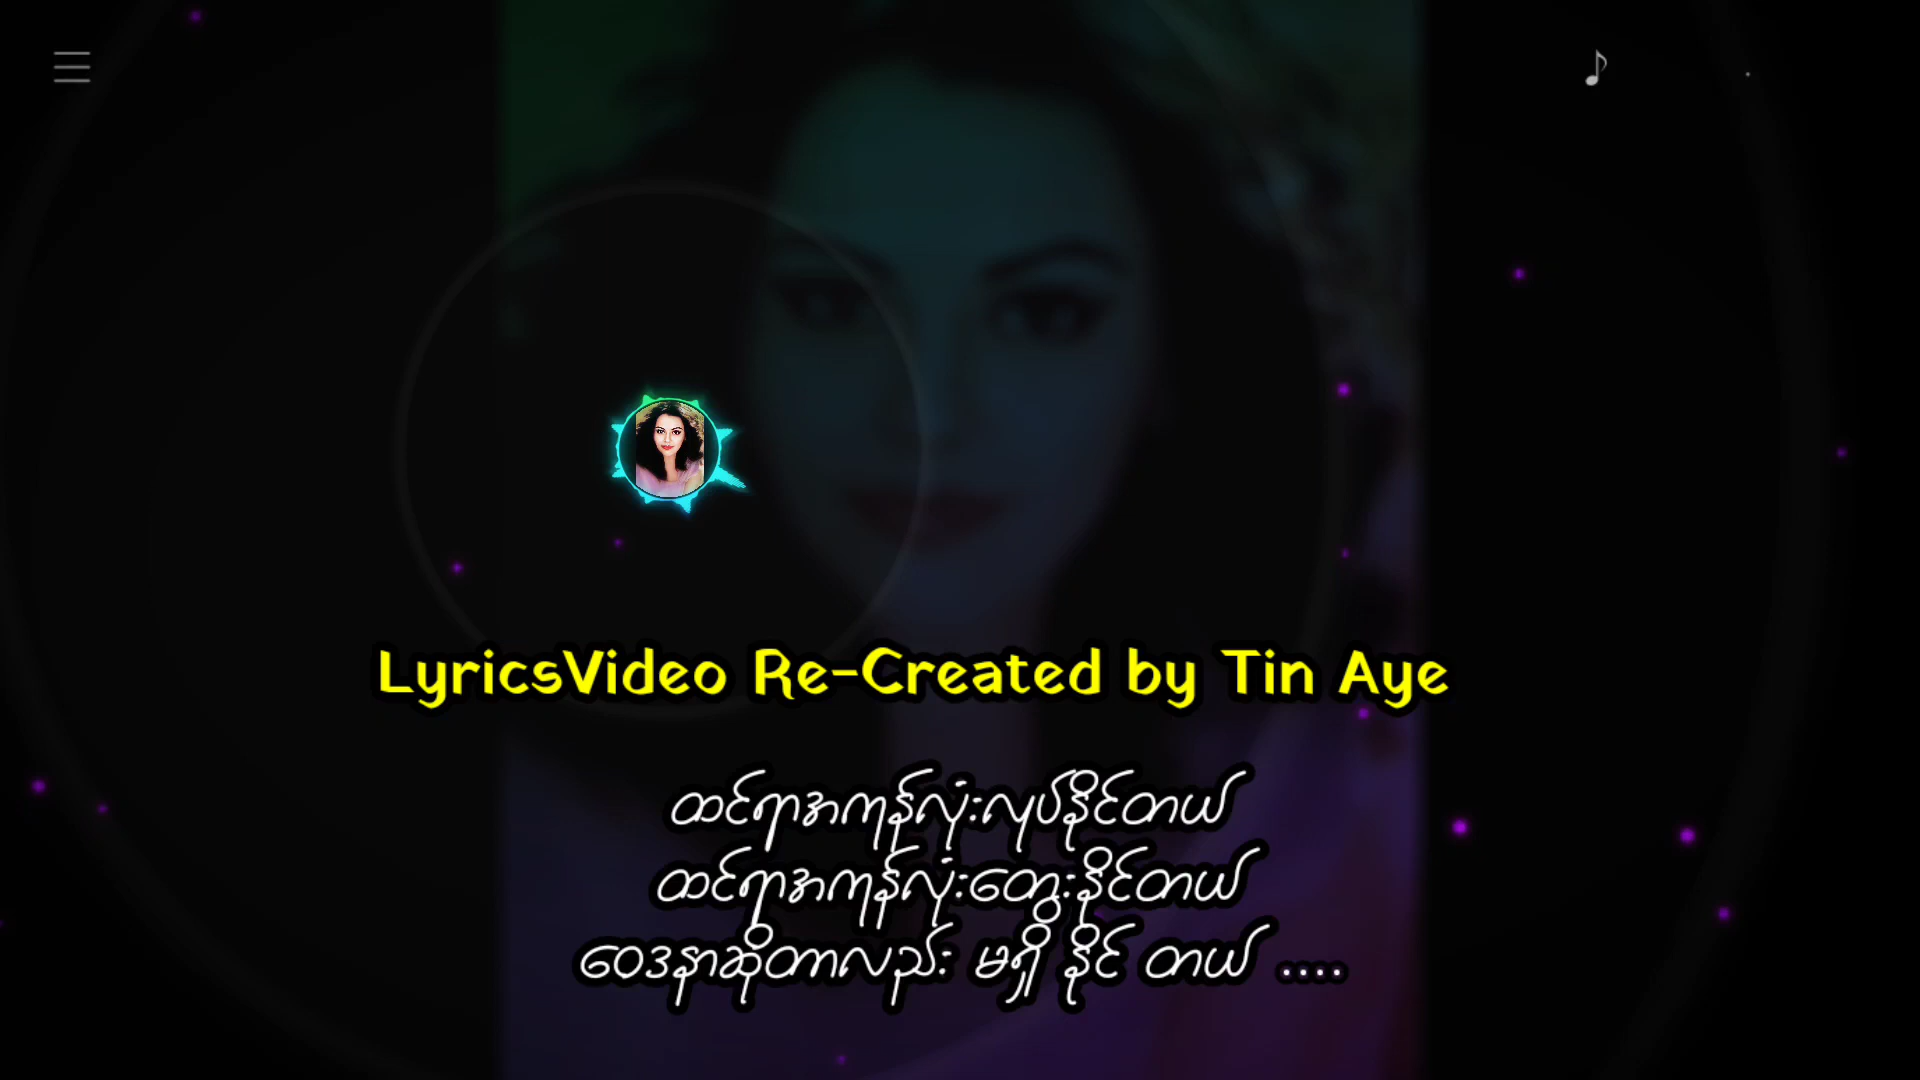 LyricsVideo Re-Created by Tin Aye
ထင်ရာအကုန်လုံးလုပ်နိုင်တယ်
ထင်ရာအကုန်လုံးတွေးနိုင်တယ်
ဝေဒနာဆိုတာလည်း မရှိ နိုင် တယ် ....